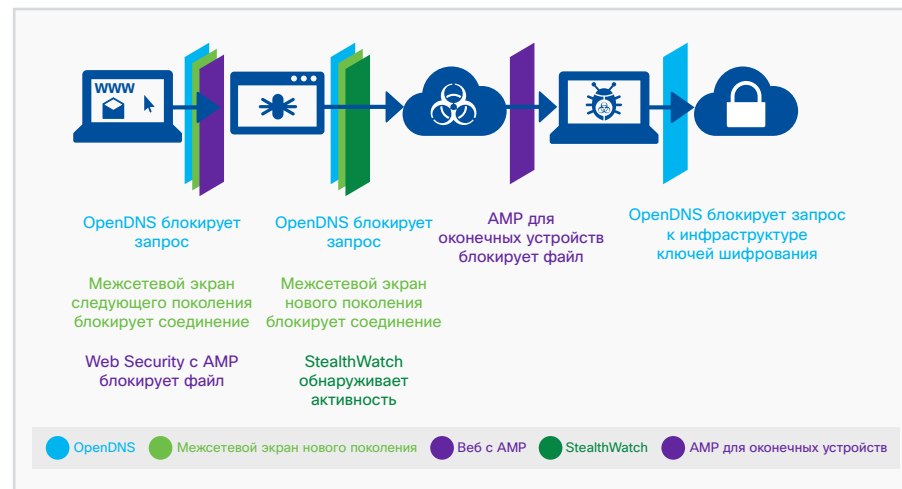 www
OpenDNS блокирует
запрос
Межсетевой экран
следующего поколения
блокирует соединение
Web Security с AMP
блокирует файл
OpenDNS блокирует
запрос
Межсетевой экран
нового поколения
блокирует соединение
StealthWatch
обнаруживает
активность
AMP для
оконечных устройств
блокирует файл
OpenDNS блокирует запрос
к инфраструктуре
ключей шифрования
OpenDNS
Межсетевой экран нового поколения
Веб с AMP
StealthWatch
AMP для оконечных устройств